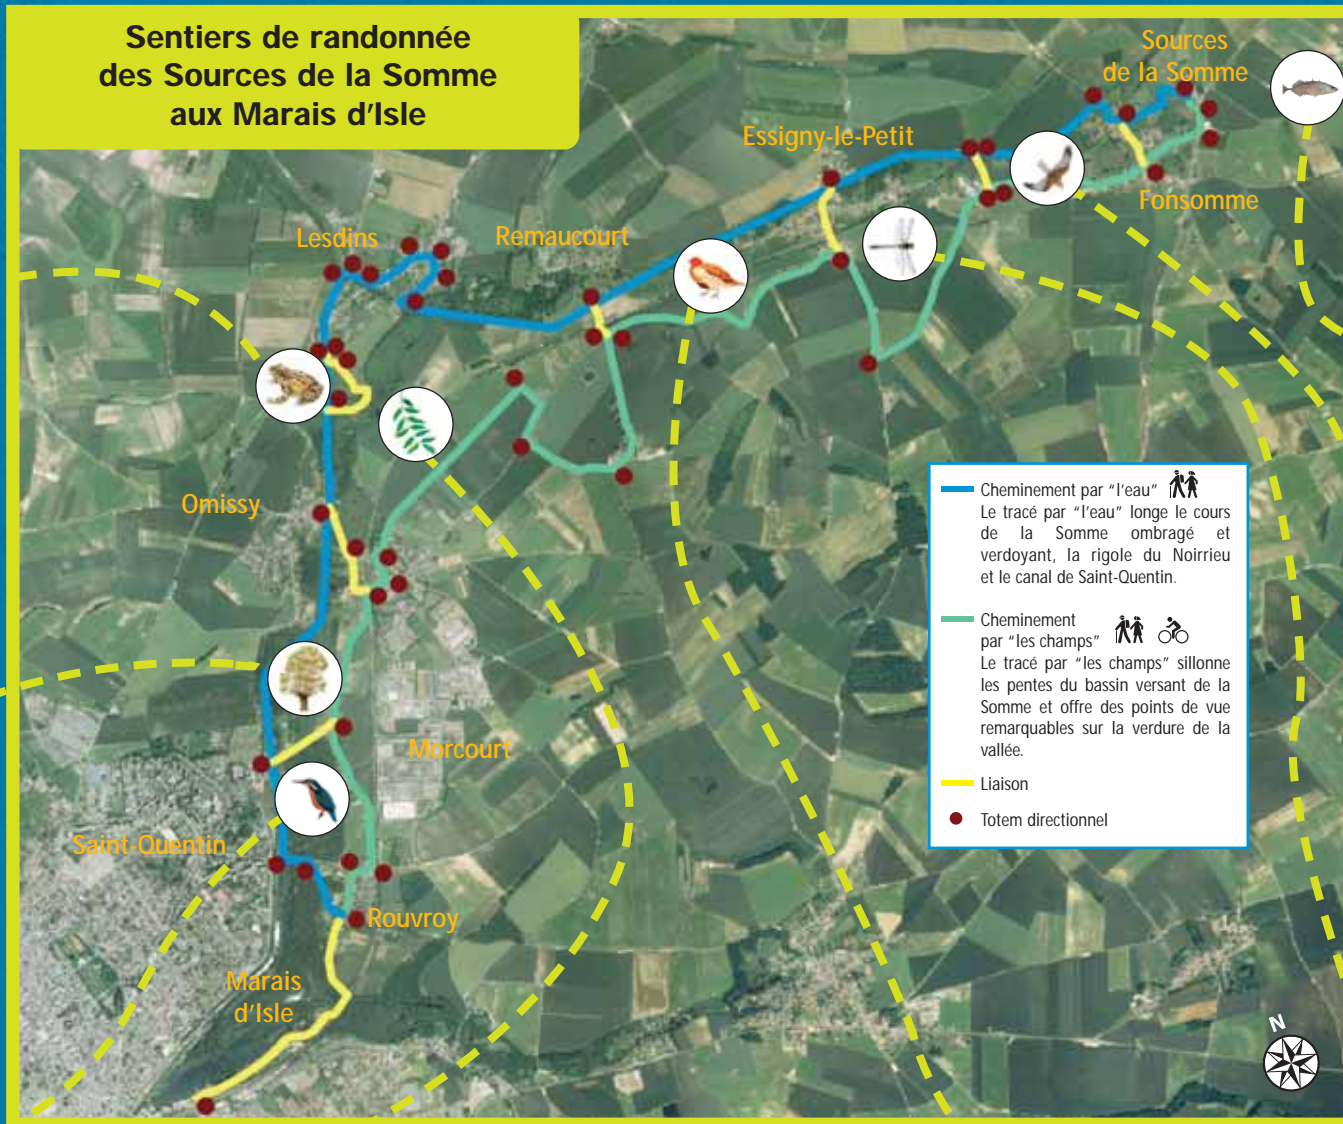 Sentiers de randonnée
des Sources de la Somme
aux Marais d'Isle
Sources
de la Somme
Essigny-le-Petit
Fonsomme
Lesdins
Remaucourt
Omissy
Morcourt
Saint-Quentin
Rouvroy
Marais
d'Isle
Cheminement par "l'eau"
Le tracé par "l'eau" longe le cours
de la Somme ombragé et
verdoyant, la rigole du Noirrieu
et le canal de Saint-Quentin.
Cheminement
par "les champs"
Le tracé par "les champs" sillonne
les pentes du bassin versant de la
Somme et offre des points de vue
remarquables sur la verdure de la
vallée.
Liaison
Totem directionnel
N